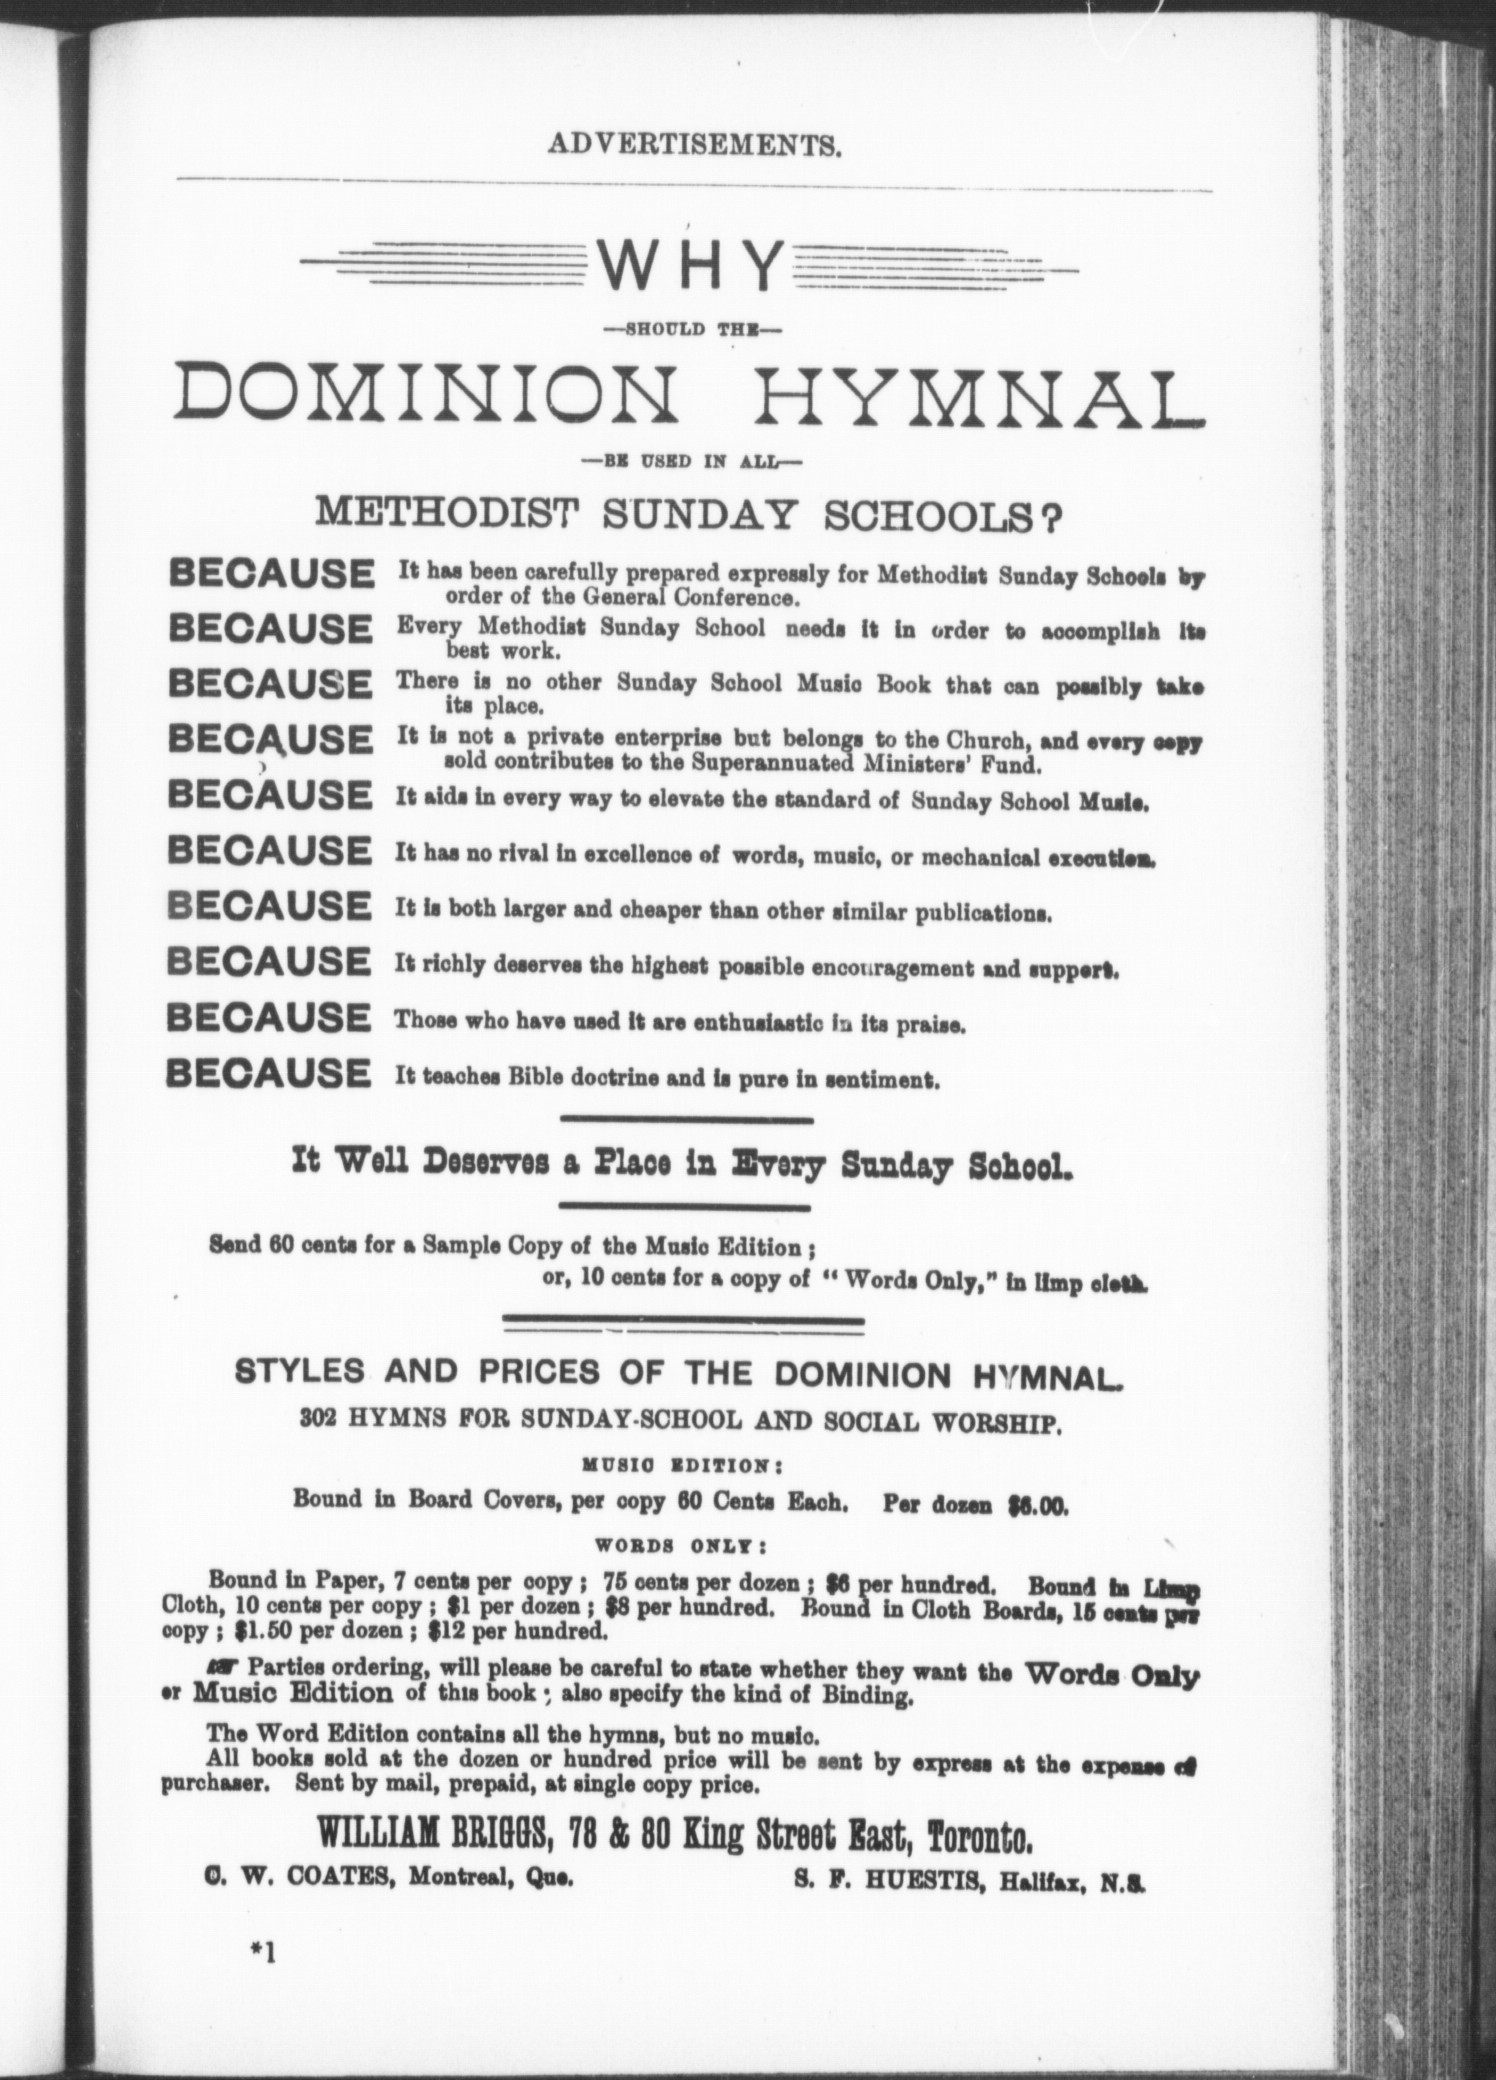 ADVERTISEMENTS.
WHY
—SHOULD THE—
DOMINION HYMNAL
—BE USED IN ALL—
METHODIST SUNDAY SCHOOLS?
BECAUSE It has been carefully prepared expressly for Methodist Sunday Schools by
order of the General Conference.
BECAUSE Every Methodist Sunday School needs it in order to accomplish its
best work.
BECAUSE There is no other Sunday School Music Book that can possibly take
its place.
BECAUSE It is not a private enterprise but belongs to the Church, and every copy
sold contributes to the Superannuated Ministers' Fund.
BECAUSE It aids in every way to elevate the standard of Sunday School Music.
BECAUSE It has no rival in excellence of words, music, or mechanical execution.
BECAUSE It is both larger and cheaper than other similar publications.
BECAUSE It richly deserves the highest possible encouragement and support.
BECAUSE Those who have used it are enthusiastic in its praise.
BECAUSE It teaches Bible doctrine and is pure in sentiment.
It Well Deserves a Place in Every Sunday School.
Send 60 cents for a Sample Copy of the Music Edition;
or, 10 cents for a copy of "Words Only," in limp cloth.
STYLES AND PRICES OF THE DOMINION HYMNAL.
302 HYMNS FOR SUNDAY-SCHOOL AND SOCIAL WORSHIP.
MUSIC EDITION:
Bound in Board Covers, per copy 60 Cents Each. Per dozen $6.00.
WORDS ONLY:
Bound in Paper, 7 cents per copy; 75 cents per dozen; $6 per hundred. Bound in Limp
Cloth, 10 cents per copy; $1 per dozen; $8 per hundred. Bound in Cloth Boards, 15 cents per
copy; $1.50 per dozen; $12 per hundred.
☞ Parties ordering, will please be careful to state whether they want the Words Only
or Music Edition of this book; also specify the kind of Binding.
The Word Edition contains all the hymns, but no music.
All books sold at the dozen or hundred price will be sent by express at the expense of
purchaser. Sent by mail, prepaid, at single copy price.
WILLIAM BRIGGS, 78 & 80 King Street East, Toronto.
C. W. COATES, Montreal, Que. S. F. HUESTIS, Halifax, N.S.
*1